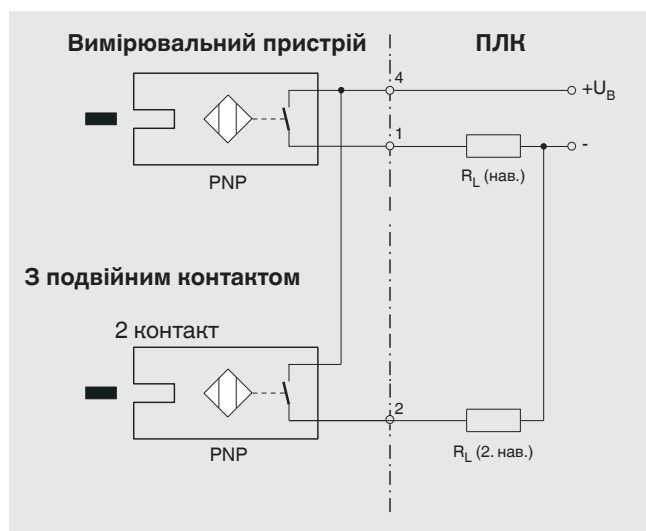 Вимірювальний пристрій
ПЛК
4
+U_B
1
-
PNP
R_L (нав.)
З подвійним контактом
2 контакт
2
PNP
R_L (2. нав.)